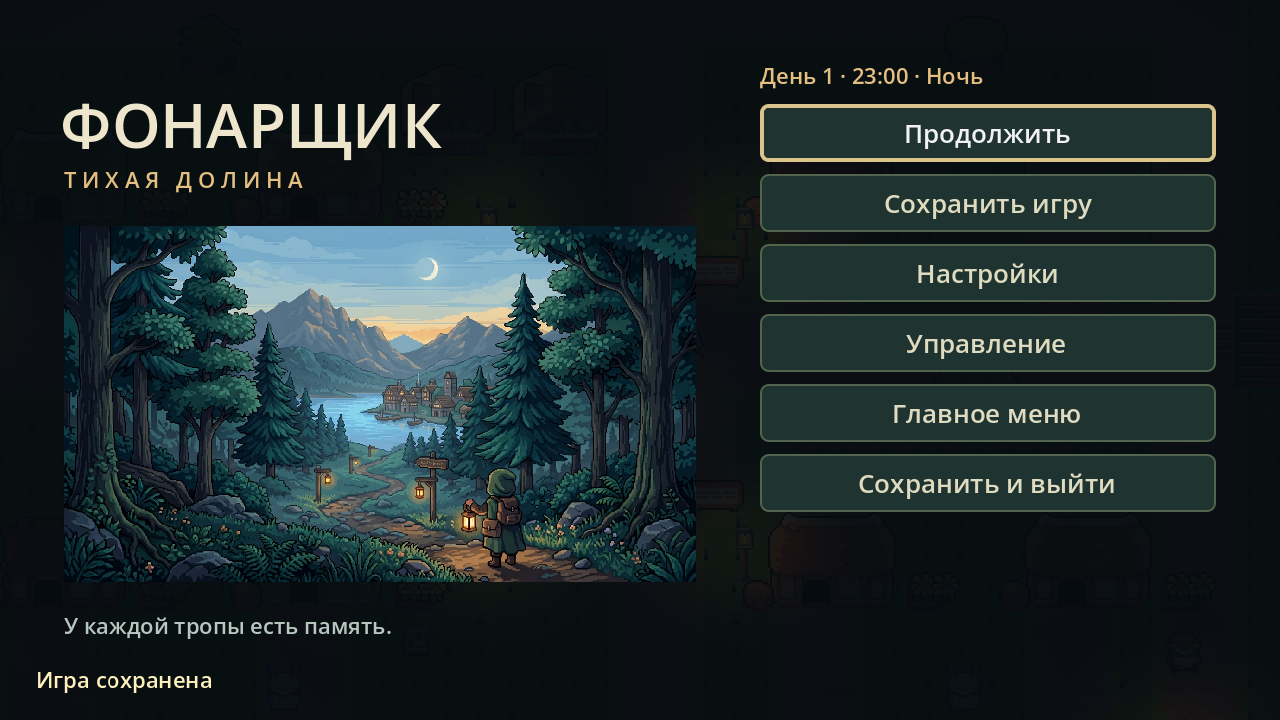 ФОНАРЩИК
ТИХАЯ ДОЛИНА
У каждой тропы есть память.
Игра сохранена
День 1 · 23:00 · Ночь
Продолжить
Сохранить игру
Настройки
Управление
Главное меню
Сохранить и выйти